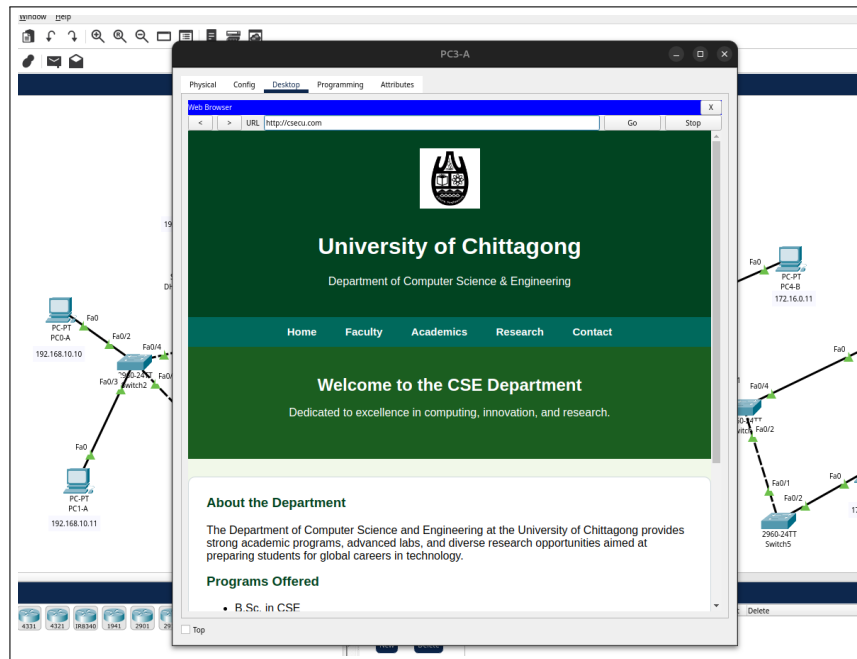 Window Help
PC3-A
Physical Config Desktop Programming Attributes
Web Browser X
< > URL http://csecu.com Go Stop
University of Chittagong
Department of Computer Science & Engineering
Home Faculty Academics Research Contact
Welcome to the CSE Department
Dedicated to excellence in computing, innovation, and research.
About the Department
The Department of Computer Science and Engineering at the University of Chittagong provides
strong academic programs, advanced labs, and diverse research opportunities aimed at
preparing students for global careers in technology.
Programs Offered
B.Sc. in CSE
Top
19
DH
Fa0
PC-PT
PC0-A
192.168.10.10
Fa0/2
Fa0/4
2960-24TT
Switch2
Fa0/3
Fa0
PC-PT
PC1-A
192.168.10.11
Fa0
PC-PT
PC4-B
172.16.0.11
Fa0
Fa0/4
Fa0/2
Fa0/1
Fa0/2
Fa0
2960-24TT
Switch5
4331 4321 IR8340 1941 2901
Delete
New Delete